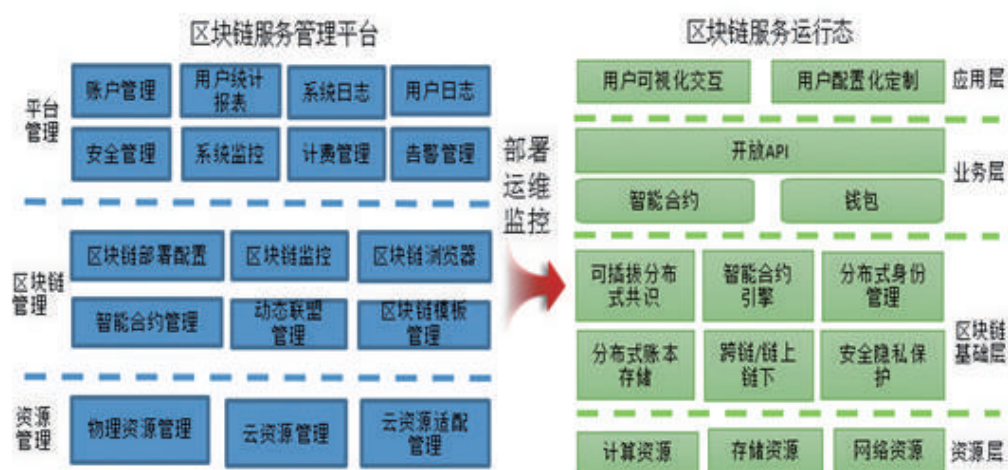 区块链服务管理平台
平台
管理
账户管理
用户统计
报表
系统日志
用户日志
安全管理
系统监控
计费管理
告警管理
区块链
管理
区块链部署配置
区块链监控
区块链浏览器
智能合约管理
动态联盟
管理
区块链模板
管理
资源
管理
物理资源管理
云资源管理
云资源适配
管理
部署
运维
监控
区块链服务运行态
用户可视化交互
用户配置化定制
应用层
开放API
智能合约
钱包
业务层
可插拔分布
式共识
智能合约
引擎
分布式身份
管理
分布式账本
存储
跨链/链上
链下
安全隐私保
护
区块链
基础层
计算资源
存储资源
网络资源
资源层